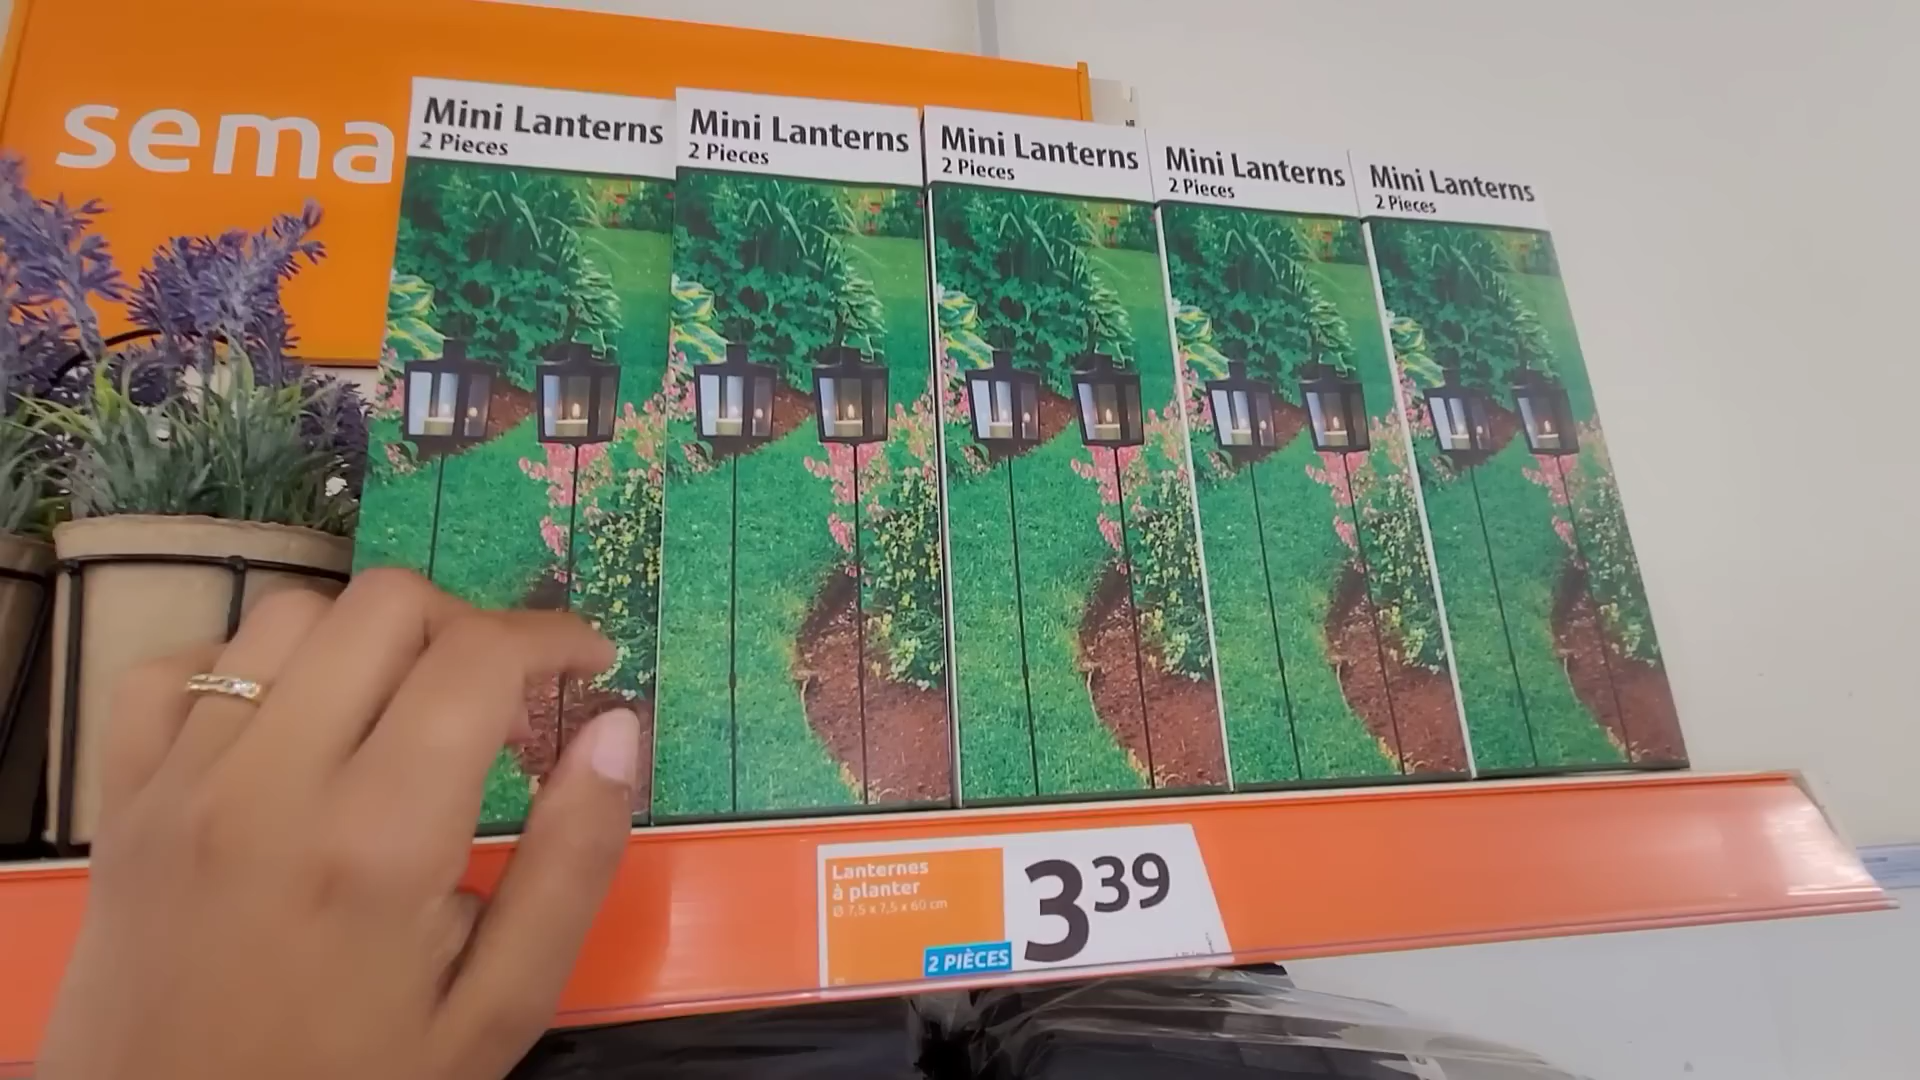 sema
Mini Lanterns
2 Pieces
Mini Lanterns
2 Pieces
Mini Lanterns
2 Pieces
Mini Lanterns
2 Pieces
Mini Lanterns
2 Pieces
Lanternes
à planter
Ø 7,5 x 7,5 x 60 cm
2 PIÈCES
3 39